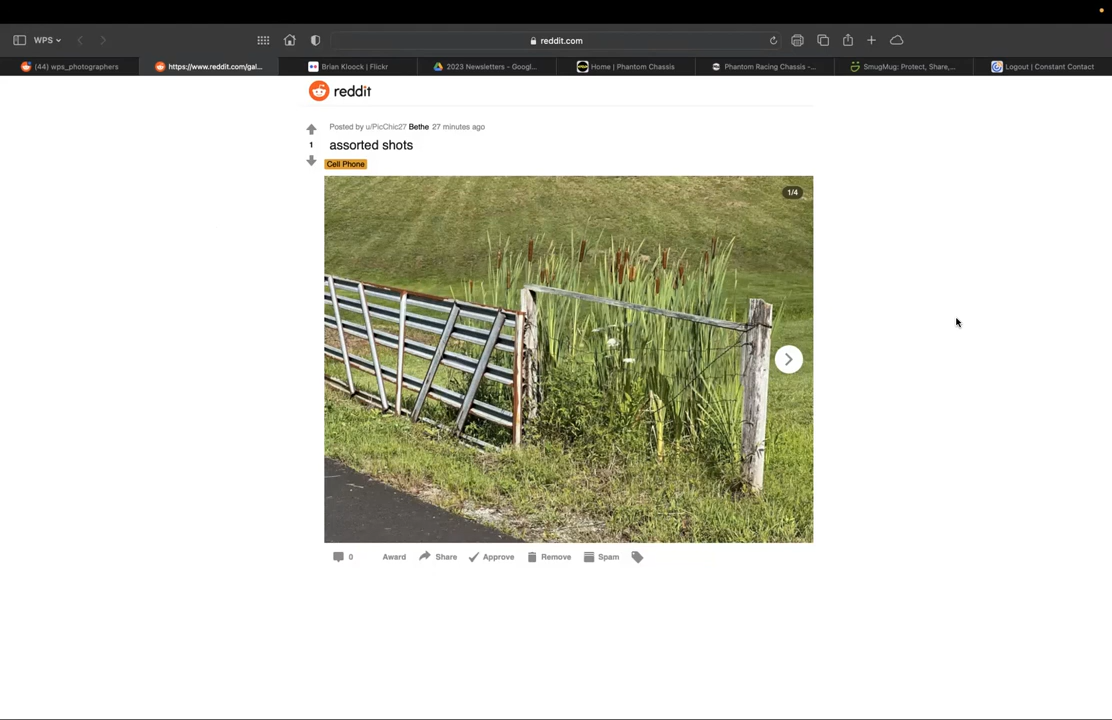 WPS
reddit.com
(44) wps_photographers
https://www.reddit.com/gal...
Brian Kloock | Flickr
2023 Newsletters - Googl...
Home | Phantom Chassis
Phantom Racing Chassis -...
SmugMug: Protect, Share,...
Logout | Constant Contact
reddit
Posted by u/PicChic27 Bethe 27 minutes ago
1
assorted shots
Cell Phone
1/4
0 Award Share Approve Remove Spam